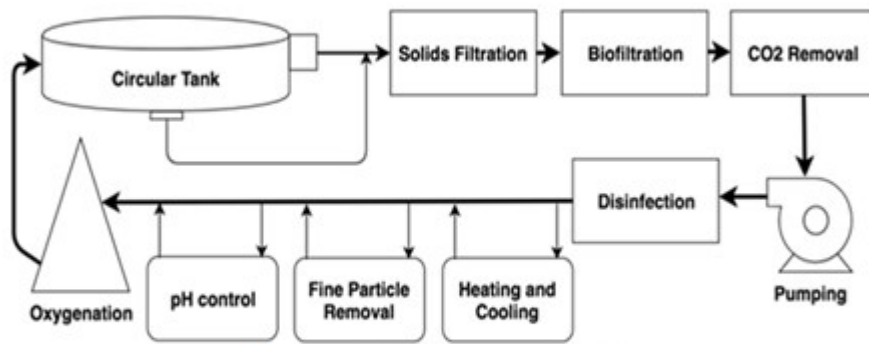 Circular Tank
Solids Filtration
Biofiltration
CO2 Removal
Disinfection
Pumping
Oxygenation
pH control
Fine Particle
Removal
Heating and
Cooling